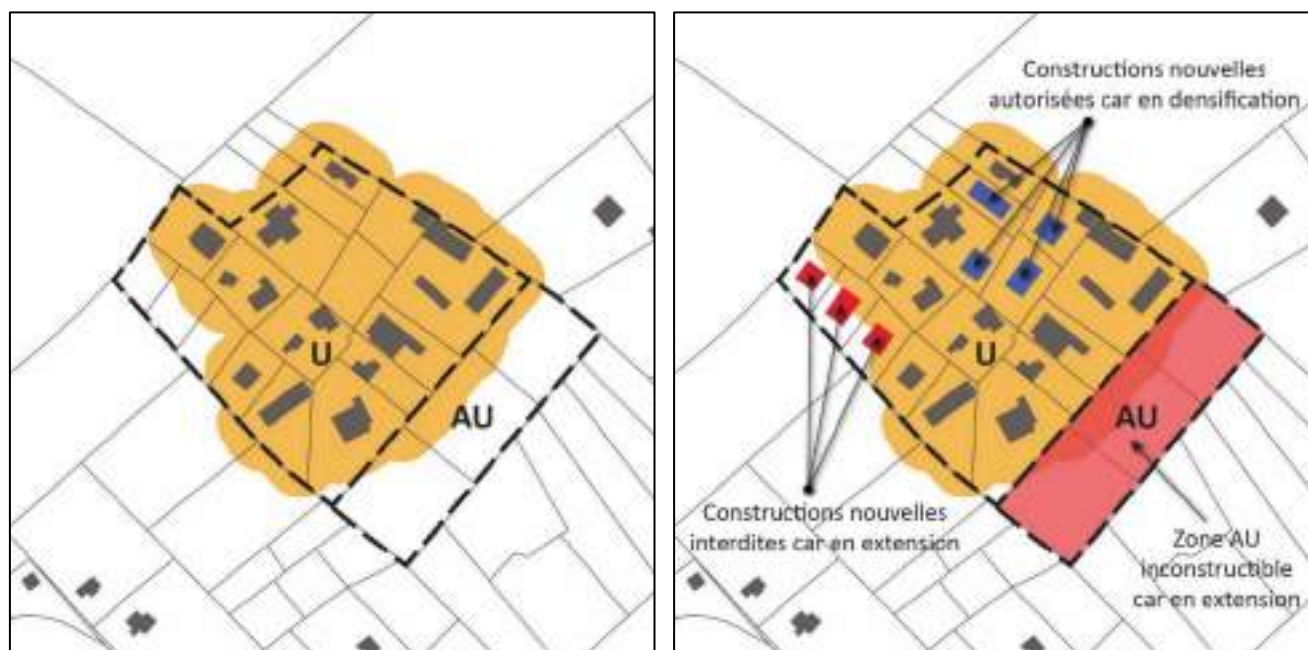 U
AU
Constructions nouvelles
autorisées car en densification
U
AU
Constructions nouvelles
interdites car en extension
Zone AU
inconstructible
car en extension